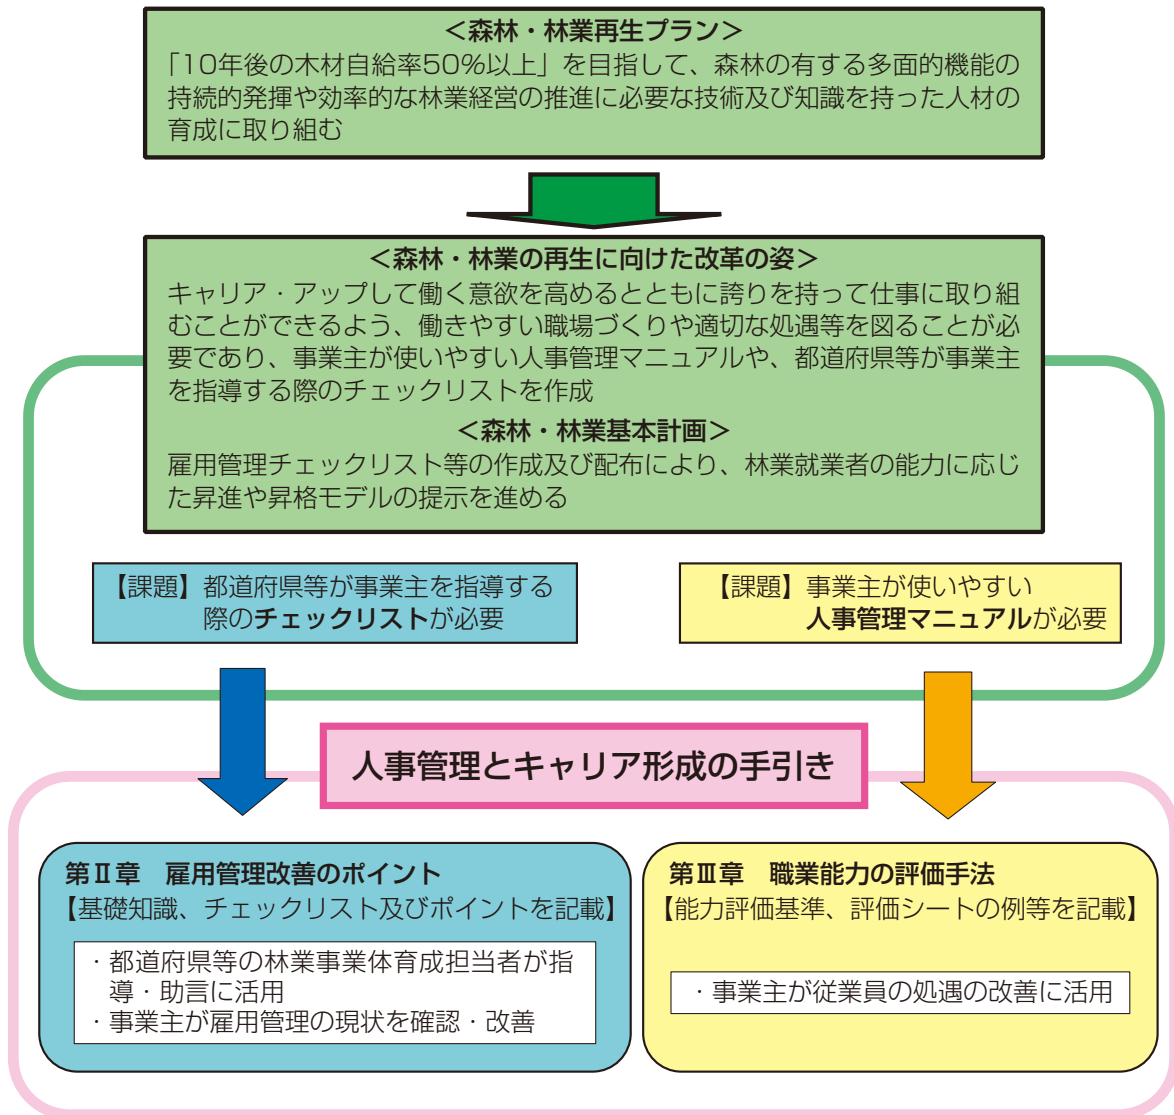 ＜森林・林業再生プラン＞
「10年後の木材自給率50％以上」を目指して、森林の有する多面的機能の
持続的発揮や効率的な林業経営の推進に必要な技術及び知識を持った人材の
育成に取り組む
＜森林・林業の再生に向けた改革の姿＞
キャリア・アップして働く意欲を高めるとともに誇りを持って仕事に取り組
むことができるよう、働きやすい職場づくりや適切な処遇等を図ることが必
要であり、事業主が使いやすい人事管理マニュアルや、都道府県等が事業主
を指導する際のチェックリストを作成
＜森林・林業基本計画＞
雇用管理チェックリスト等の作成及び配布により、林業就業者の能力に応じ
た昇進や昇格モデルの提示を進める
【課題】都道府県等が事業主を指導する
際のチェックリストが必要
【課題】事業主が使いやすい
人事管理マニュアルが必要
人事管理とキャリア形成の手引き
第Ⅱ章　雇用管理改善のポイント
【基礎知識、チェックリスト及びポイントを記載】
・都道府県等の林業事業体育成担当者が指
導・助言に活用
・事業主が雇用管理の現状を確認・改善
第Ⅲ章　職業能力の評価手法
【能力評価基準、評価シートの例等を記載】
・事業主が従業員の処遇の改善に活用